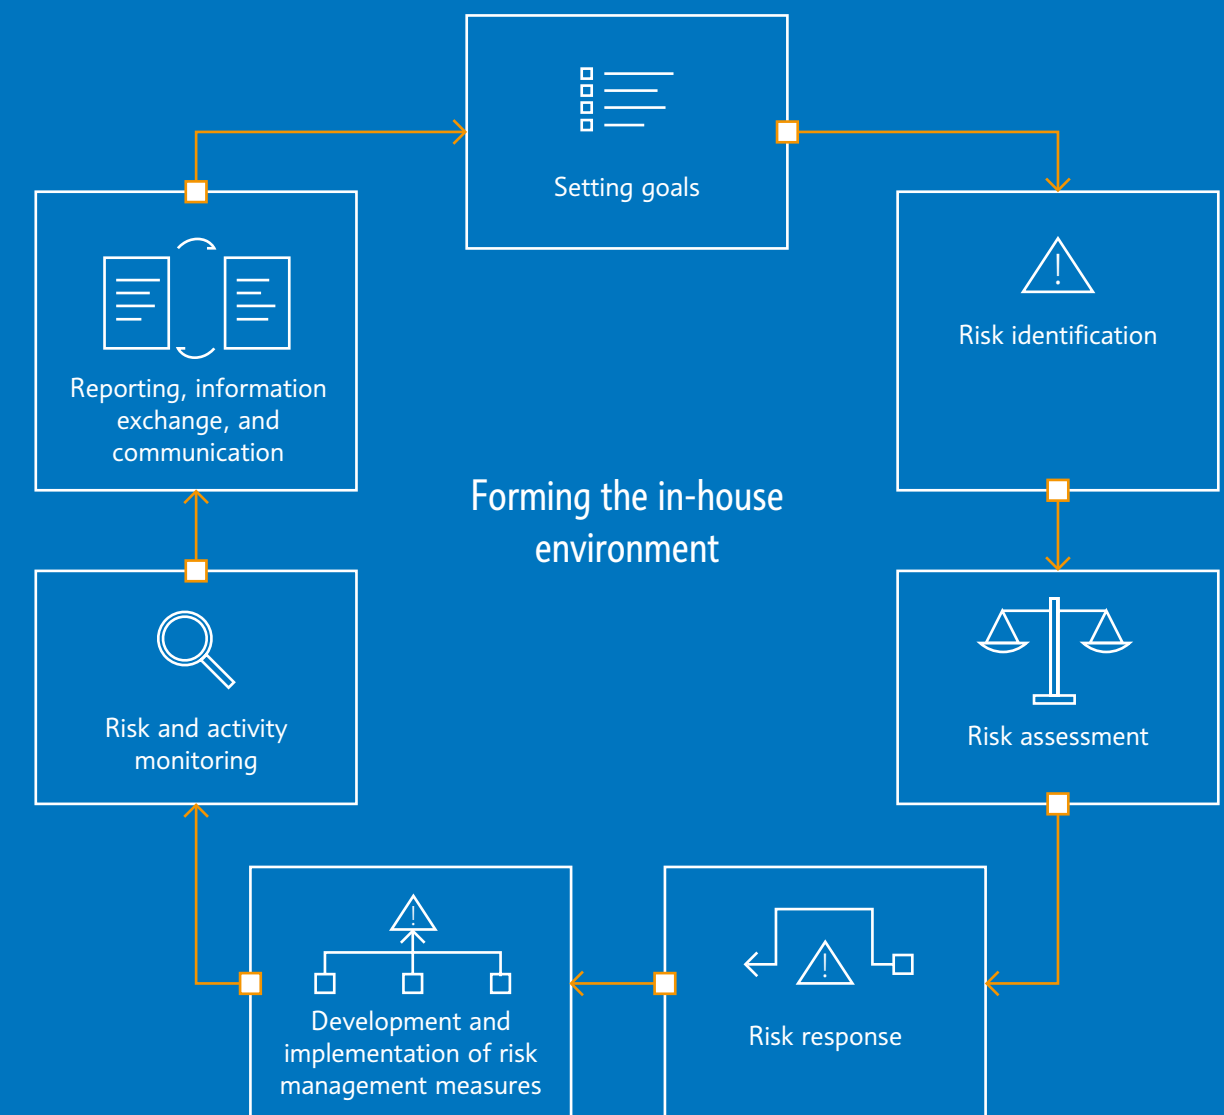 Setting goals
Risk identification
Reporting, information
exchange, and
communication
Forming the in-house
environment
Risk and activity
monitoring
Risk assessment
Development and
implementation of risk
management measures
Risk response